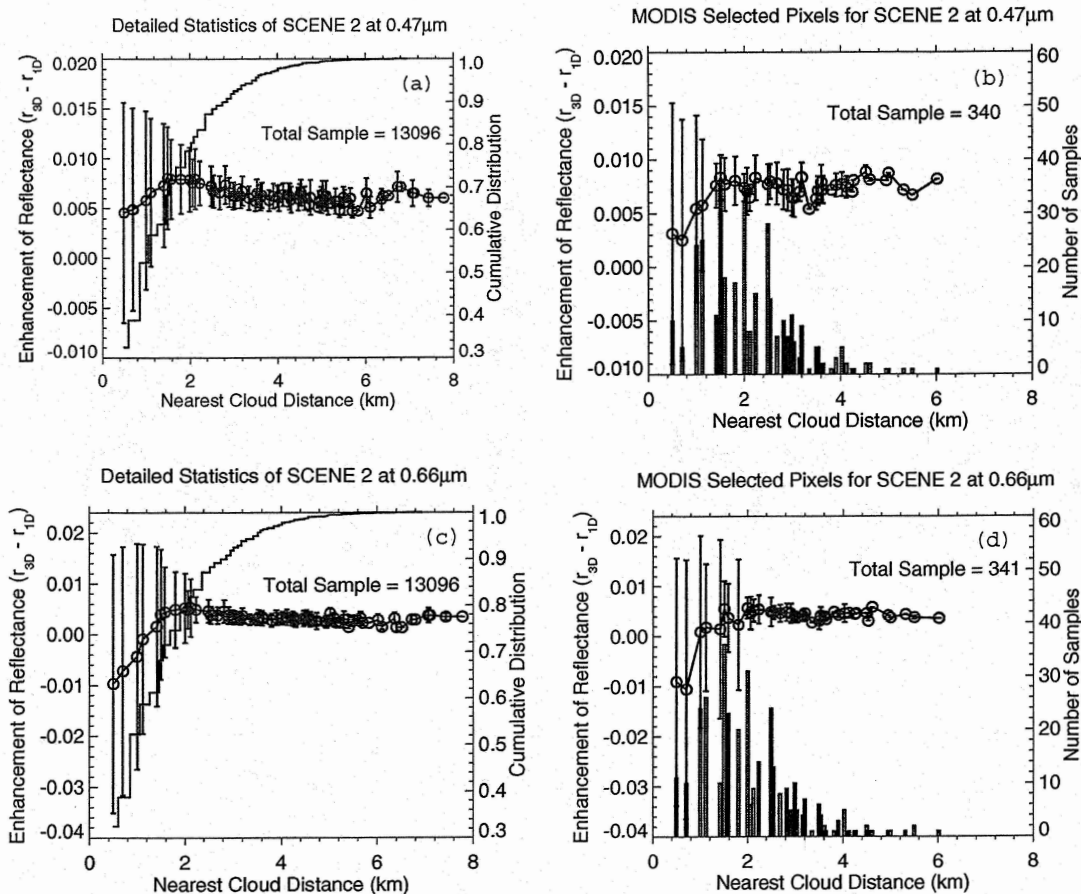 Detailed Statistics of SCENE 2 at 0.47μm
Enhancement of Reflectance (r3D - r1D)
0.020
0.015
0.010
0.005
0.000
-0.005
-0.010
(a)
Total Sample = 13096
1.0
0.9
0.8
0.7
0.6
0.5
0.4
0.3
Cumulative Distribution
0 2 4 6 8
Nearest Cloud Distance (km)
MODIS Selected Pixels for SCENE 2 at 0.47μm
Enhancement of Reflectance (r3D - r1D)
0.020
0.015
0.010
0.005
0.000
-0.005
-0.010
(b)
Total Sample = 340
60
50
40
30
20
10
0
Number of Samples
0 2 4 6 8
Nearest Cloud Distance (km)
Detailed Statistics of SCENE 2 at 0.66μm
Enhancement of Reflectance (r3D - r1D)
0.02
0.01
0.00
-0.01
-0.02
-0.03
-0.04
(c)
Total Sample = 13096
1.0
0.9
0.8
0.7
0.6
0.5
0.4
0.3
Cumulative Distribution
0 2 4 6 8
Nearest Cloud Distance (km)
MODIS Selected Pixels for SCENE 2 at 0.66μm
Enhancement of Reflectance (r3D - r1D)
0.02
0.01
0.00
-0.01
-0.02
-0.03
-0.04
(d)
Total Sample = 341
60
50
40
30
20
10
0
Number of Samples
0 2 4 6 8
Nearest Cloud Distance (km)